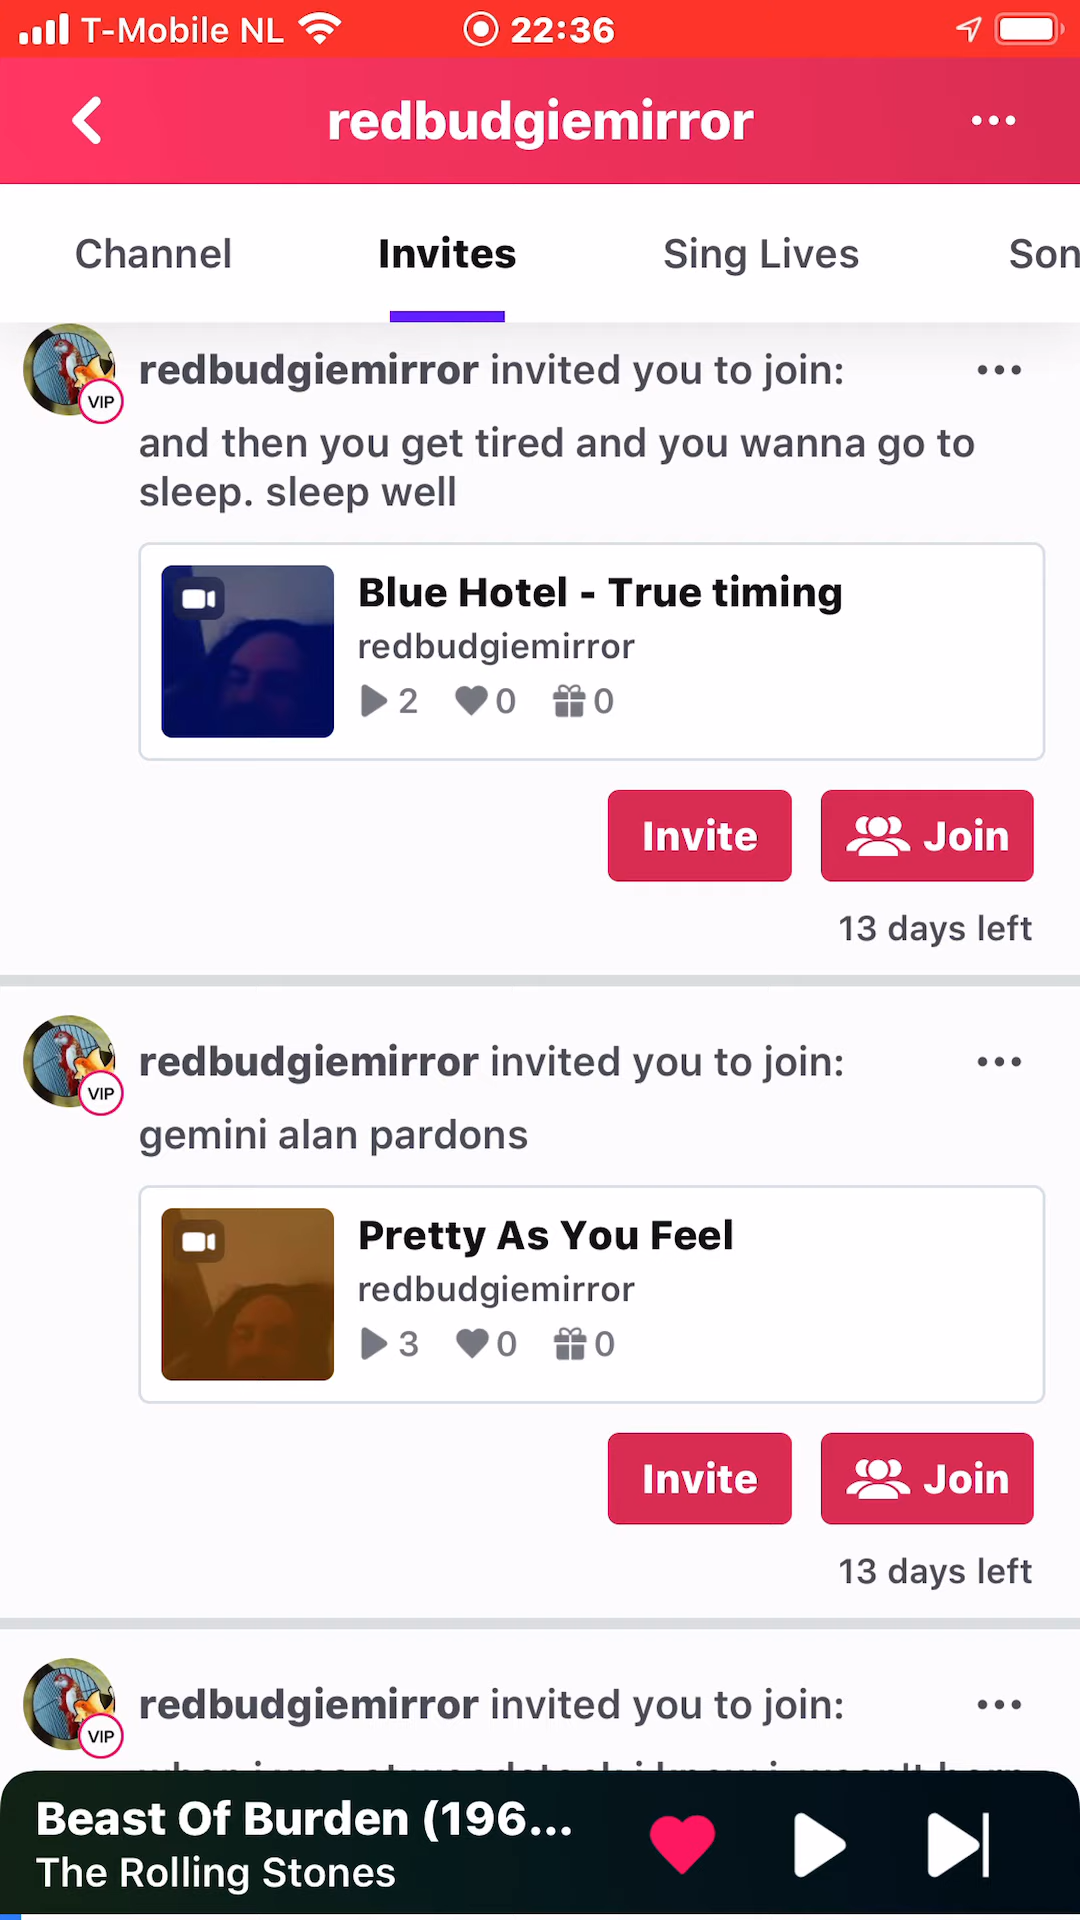 T-Mobile NL 22:36
redbudgiemirror
Channel Invites Sing Lives Son
redbudgiemirror invited you to join:
VIP
and then you get tired and you wanna go to
sleep. sleep well
Blue Hotel - True timing
redbudgiemirror
2 0 0
Invite Join
13 days left
redbudgiemirror invited you to join:
VIP
gemini alan pardons
Pretty As You Feel
redbudgiemirror
3 0 0
Invite Join
13 days left
redbudgiemirror invited you to join:
VIP
Beast Of Burden (196...
The Rolling Stones